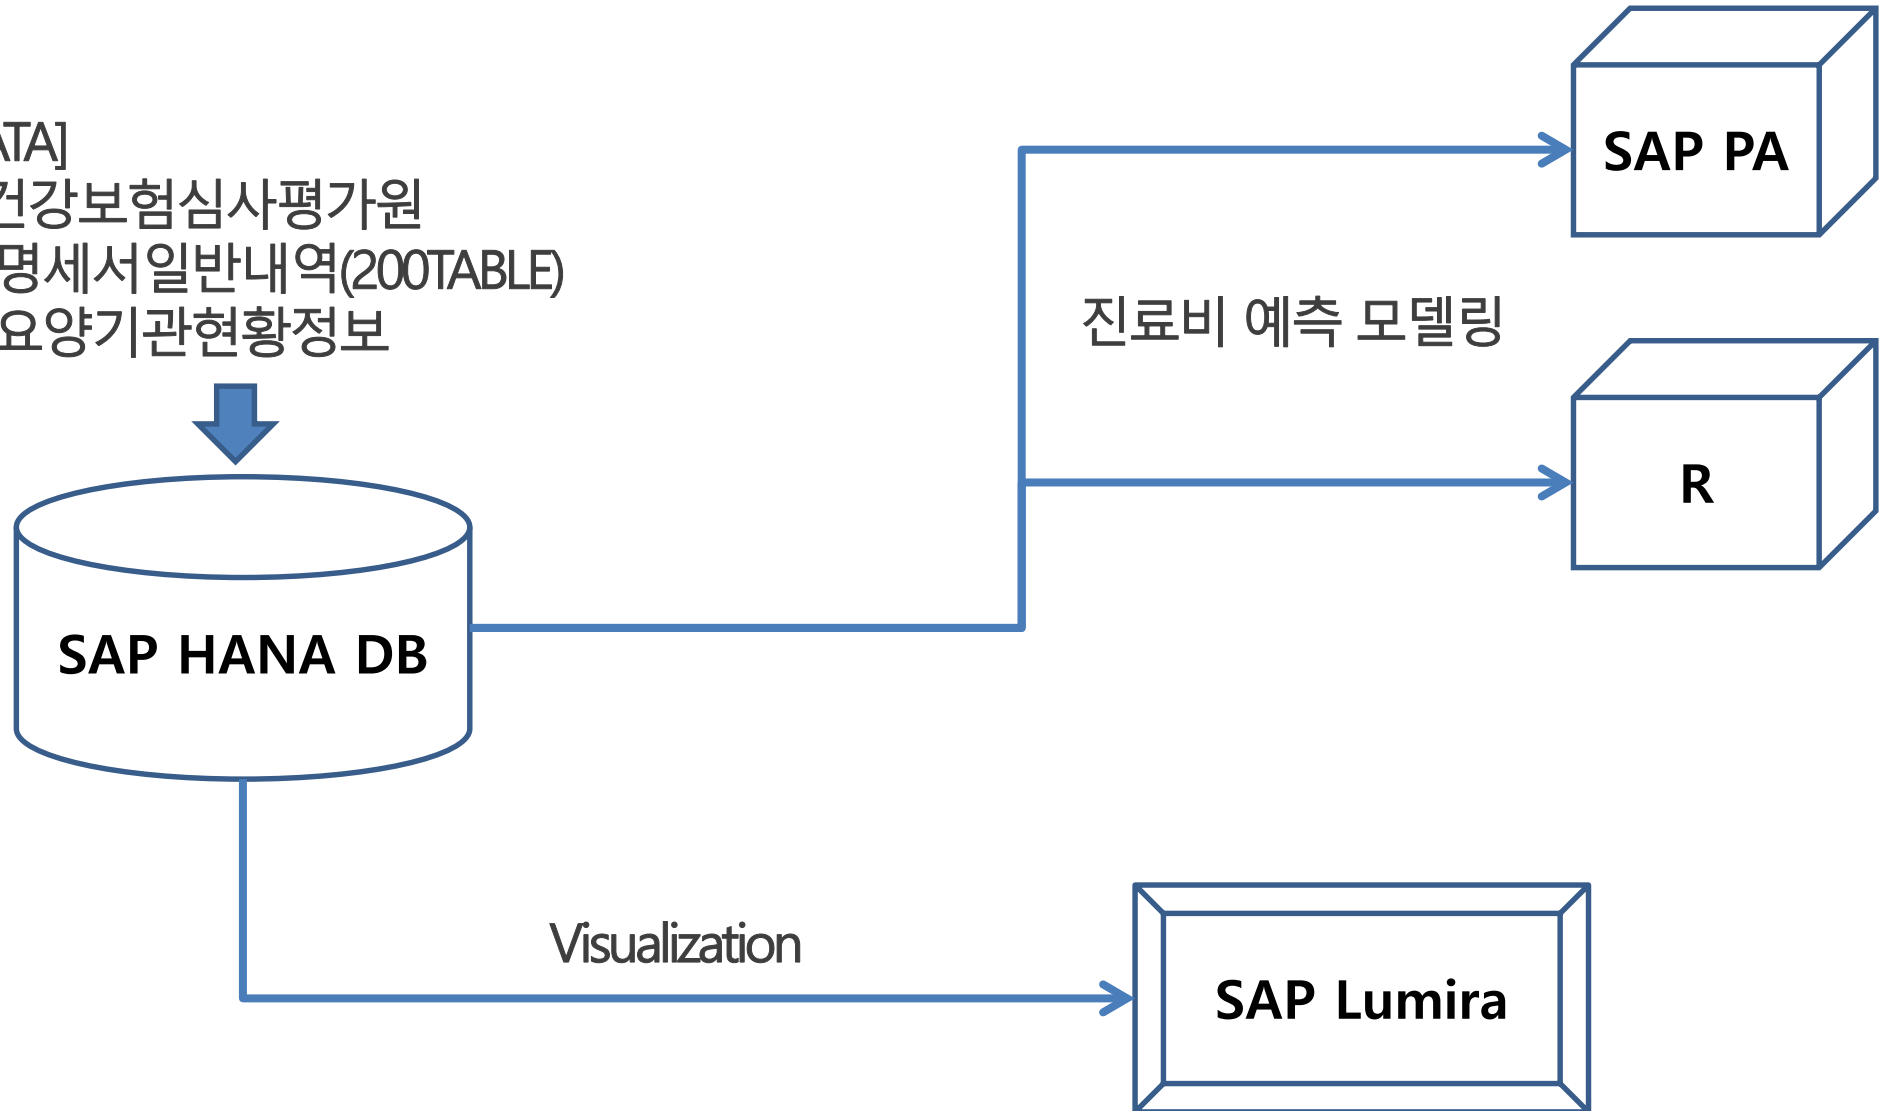 ATA]
건강보험심사평가원
명세서일반내역(200TABLE)
요양기관현황정보
SAP PA
진료비 예측 모델링
R
SAP HANA DB
Visualization
SAP Lumira